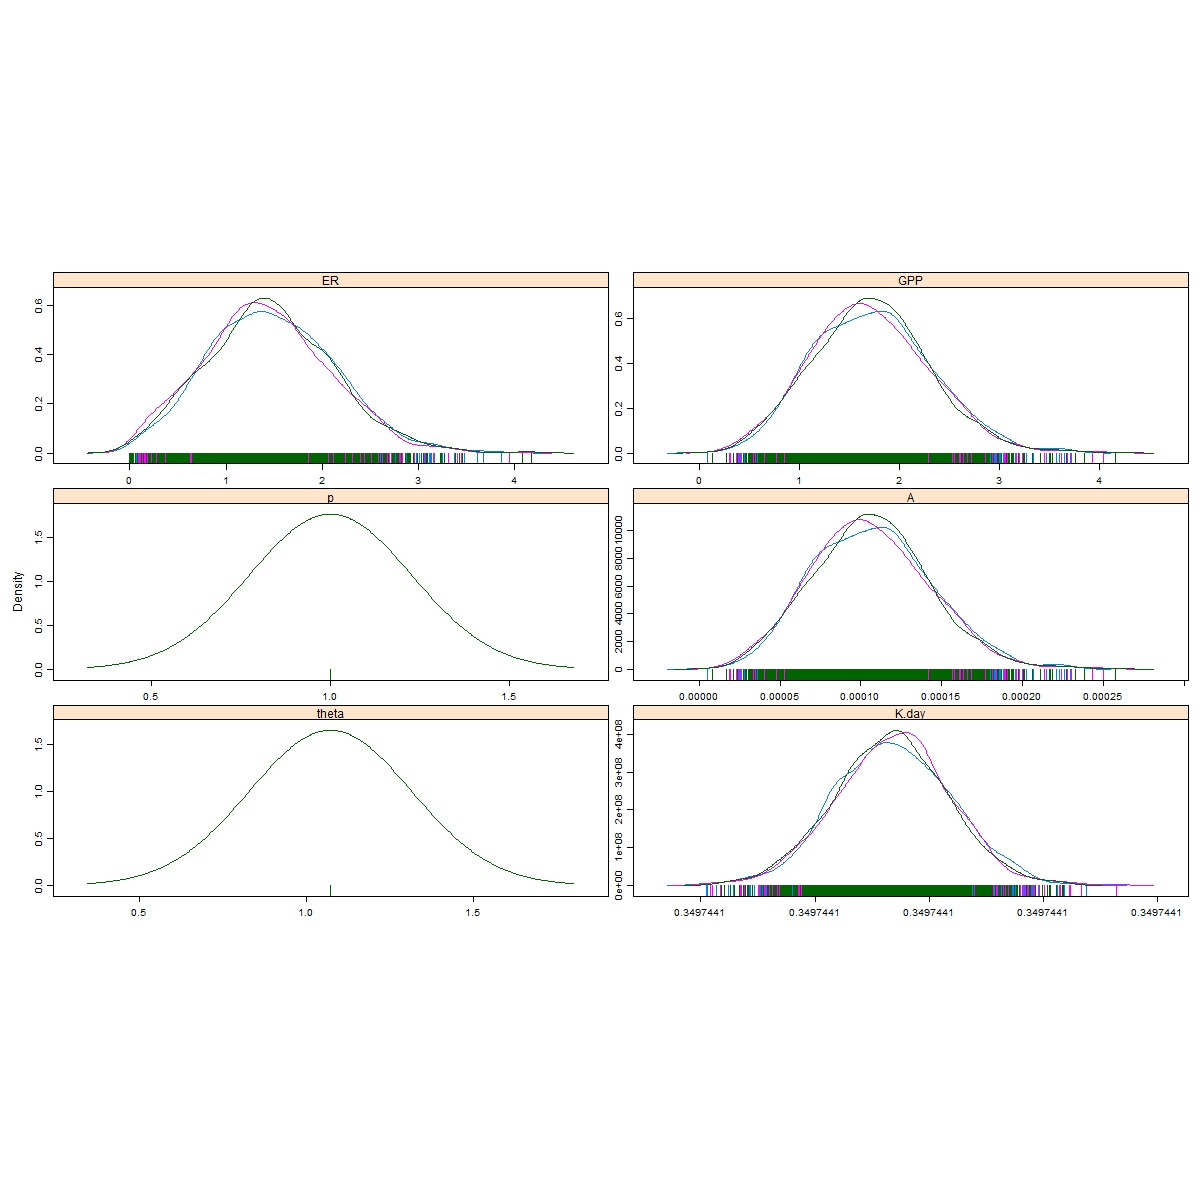 ER
0.0 0.2 0.4 0.6
0 1 2 3 4
GPP
0.0 0.2 0.4 0.6
0 1 2 3 4
p
0.0 0.5 1.0 1.5
0.5 1.0 1.5
A
0 2000 4000 6000 8000 10000
0.00000 0.00005 0.00010 0.00015 0.00020 0.00025
Density
theta
0.0 0.5 1.0 1.5
0.5 1.0 1.5
K.day
0e+00 1e+08 2e+08 3e+08 4e+08
0.3497441 0.3497441 0.3497441 0.3497441 0.3497441